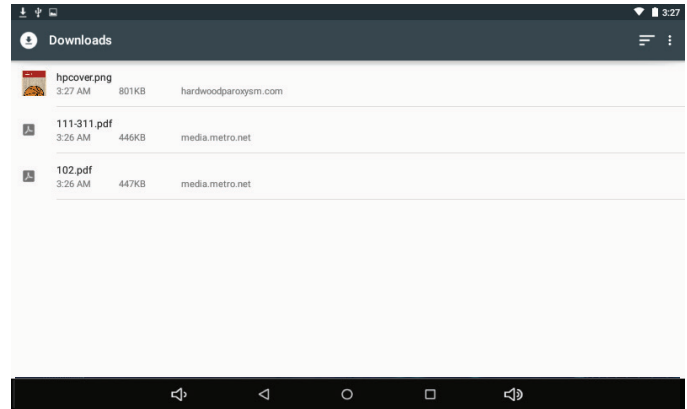 3:27
Downloads
hpcover.png
3:27 AM 801KB hardwoodparoxysm.com
111-311.pdf
3:26 AM 446KB media.metro.net
102.pdf
3:26 AM 447KB media.metro.net